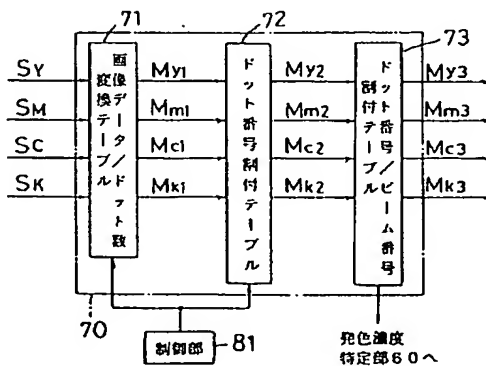 71
72
73
SY
SM
SC
SK
画像データ/ドット数
変換テーブル
My1
Mm1
Mc1
Mk1
ドット番号割付テーブル
My2
Mm2
Mc2
Mk2
ドット番号/ビーム番号
割付テーブル
My3
Mm3
Mc3
Mk3
70
制御部
81
発色濃度
特定部60へ